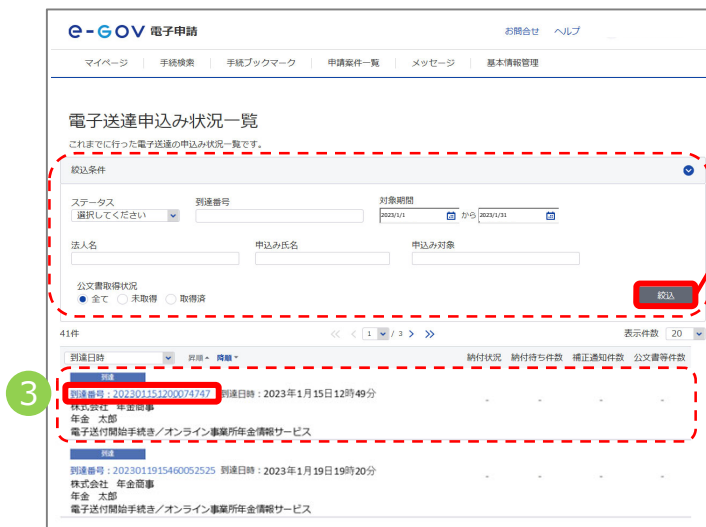 e-GOV 電子申請 お問合せ ヘルプ
マイページ 手続検索 手続ブックマーク 申請案件一覧 メッセージ 基本情報管理
電子送達申込み状況一覧
これまでに行った電子送達の申込み状況一覧です。
絞込条件
ステータス 到達番号 対象期間
選択してください 2023/1/1 から 2023/1/31
法人名 申込み氏名 申込み対象
公文書取得状況
全て 未取得 取得済 絞込
41件 << < 1 / 3 > >> 表示件数 20
到達日時 昇順 降順 納付状況 納付待ち件数 補正通知件数 公文書等件数
到達
3 到達番号：202301151200074747 到達日時：2023年1月15日12時49分 - - - -
株式会社 年金商事
年金 太郎
電子送付開始手続き／オンライン事業所年金情報サービス
到達
到達番号：2023011915460052525 到達日時：2023年1月19日19時20分 - - - -
株式会社 年金商事
年金 太郎
電子送付開始手続き／オンライン事業所年金情報サービス